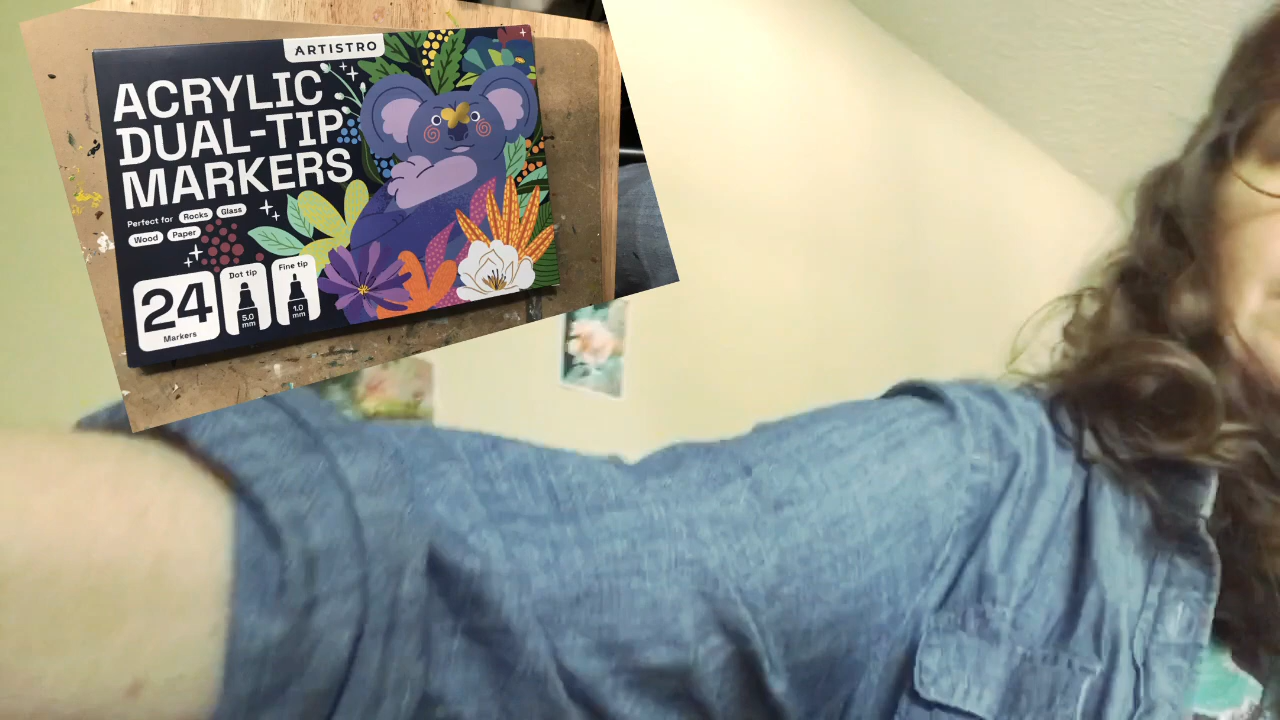 ARTISTRO
ACRYLIC
DUAL-TIP
MARKERS
Perfect for Rocks Glass
Wood Paper
24
Markers
Dot tip
5.0
mm
Fine tip
1.0
mm